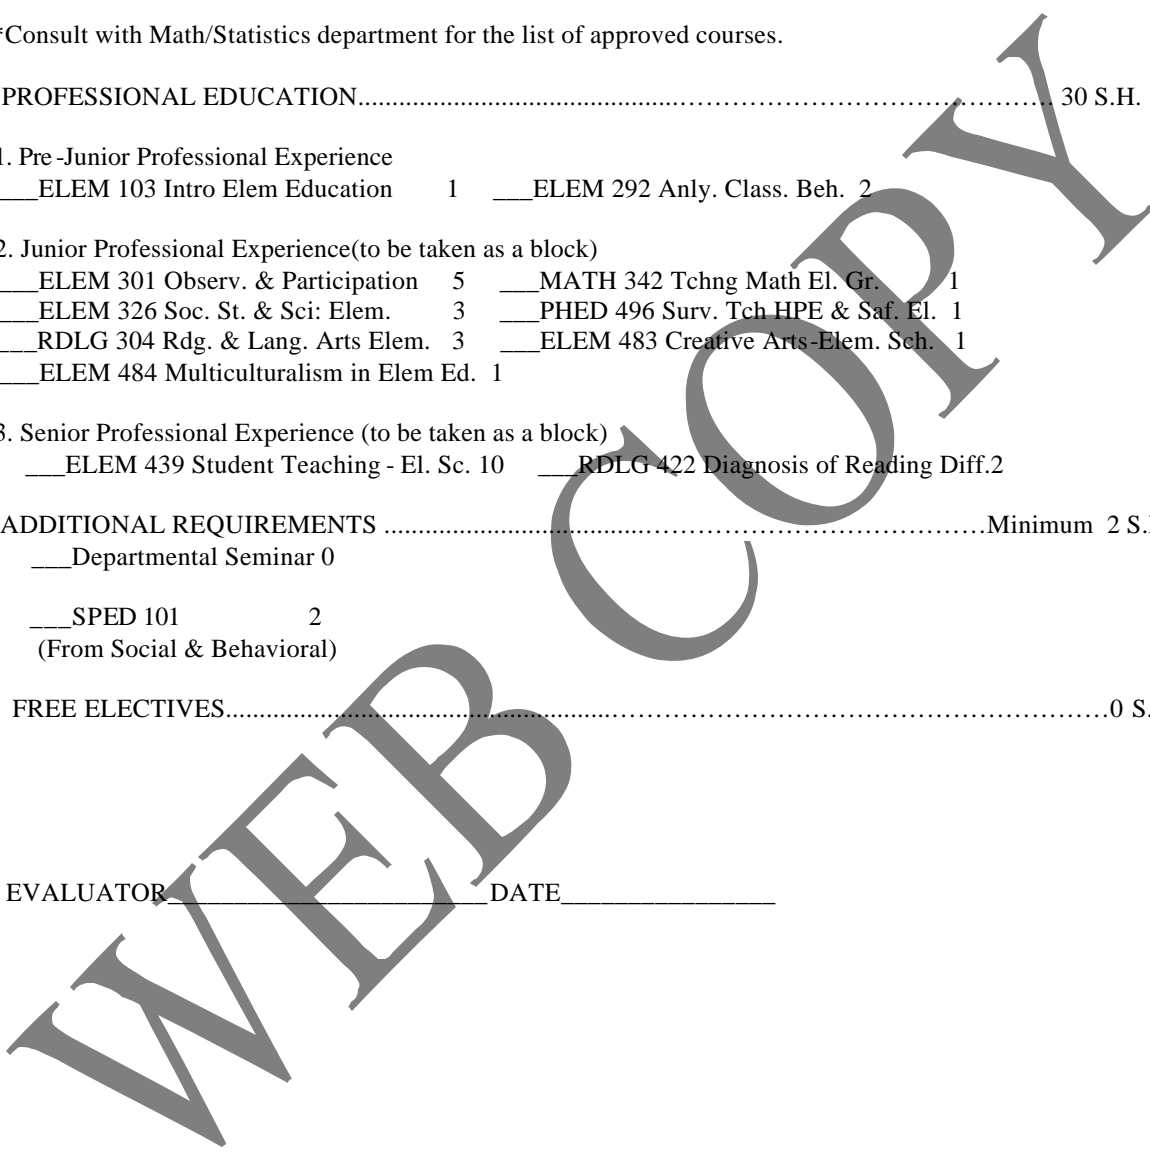 *Consult with Math/Statistics department for the list of approved courses.
PROFESSIONAL EDUCATION................................................…………………………………… 30 S.H.
1. Pre-Junior Professional Experience
___ELEM 103 Intro Elem Education 1 ___ELEM 292 Anly. Class. Beh. 2
2. Junior Professional Experience(to be taken as a block)
___ELEM 301 Observ. & Participation 5 ___MATH 342 Tchng Math El. Gr. 1
___ELEM 326 Soc. St. & Sci: Elem. 3 ___PHED 496 Surv. Tch HPE & Saf. El. 1
___RDLG 304 Rdg. & Lang. Arts Elem. 3 ___ELEM 483 Creative Arts-Elem. Sch. 1
___ELEM 484 Multiculturalism in Elem Ed. 1
3. Senior Professional Experience (to be taken as a block)
___ELEM 439 Student Teaching - El. Sc. 10 ___RDLG 422 Diagnosis of Reading Diff.2
ADDITIONAL REQUIREMENTS ..................................……………………………………Minimum 2 S.
___Departmental Seminar 0
___SPED 101 2
(From Social & Behavioral)
FREE ELECTIVES..........................................................…………………………………………………0 S.
EVALUATOR________________________DATE________________
WEB COPY